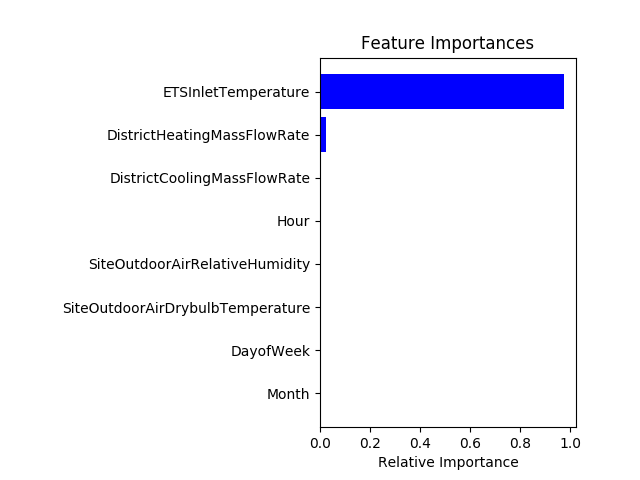 Feature Importances
ETSInletTemperature
DistrictHeatingMassFlowRate
DistrictCoolingMassFlowRate
Hour
SiteOutdoorAirRelativeHumidity
SiteOutdoorAirDrybulbTemperature
DayofWeek
Month
0.0 0.2 0.4 0.6 0.8 1.0
Relative Importance